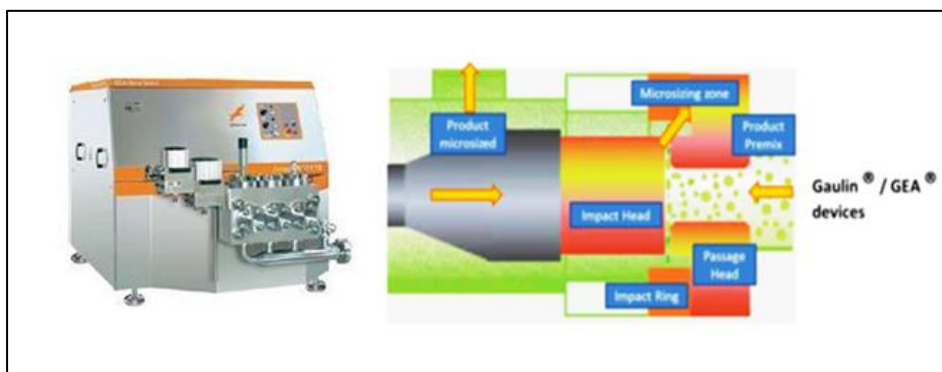 Product
microsized
Microsizing zone
Product
Premix
Impact Head
Passage
Head
Impact Ring
Gaulin ® / GEA ®
devices